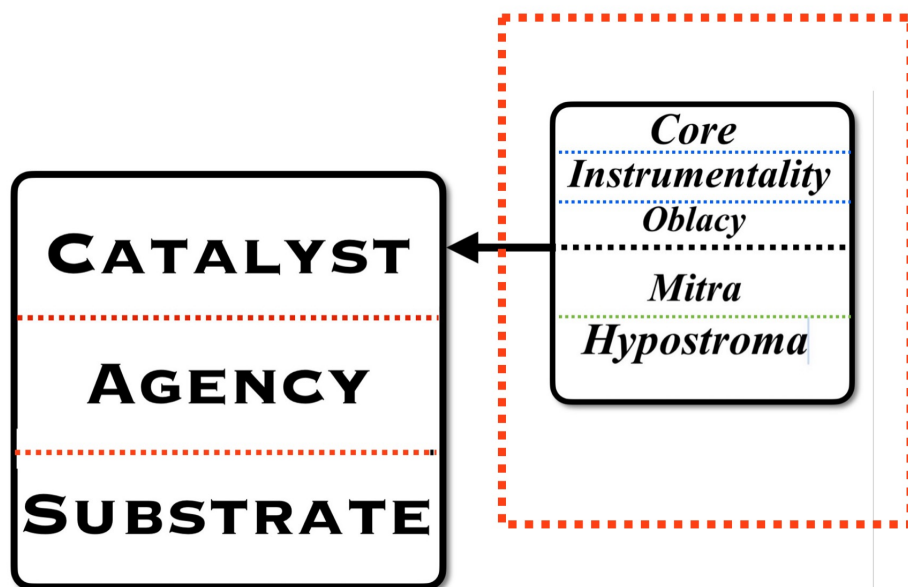 CATALYST
AGENCY
SUBSTRATE
Core
Instrumentality
Oblacy
Mitra
Hypostroma